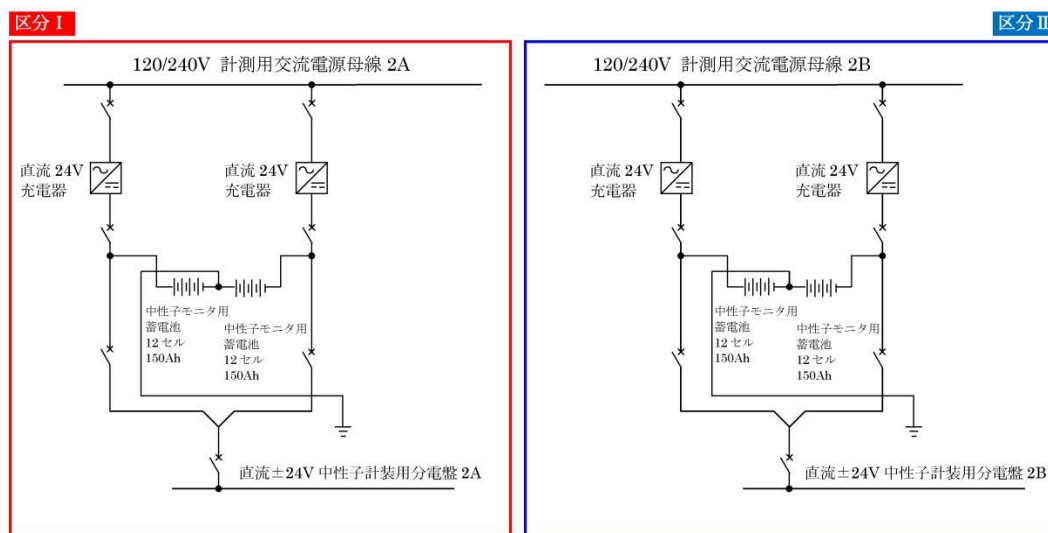 区分Ⅰ
120/240V 計測用交流電源母線 2A
直流 24V
充電器
直流 24V
充電器
中性子モニタ用
蓄電池
12 セル
150Ah
中性子モニタ用
蓄電池
12 セル
150Ah
直流±24V 中性子計装用分電盤 2A
区分Ⅱ
120/240V 計測用交流電源母線 2B
直流 24V
充電器
直流 24V
充電器
中性子モニタ用
蓄電池
12 セル
150Ah
中性子モニタ用
蓄電池
12 セル
150Ah
直流±24V 中性子計装用分電盤 2B